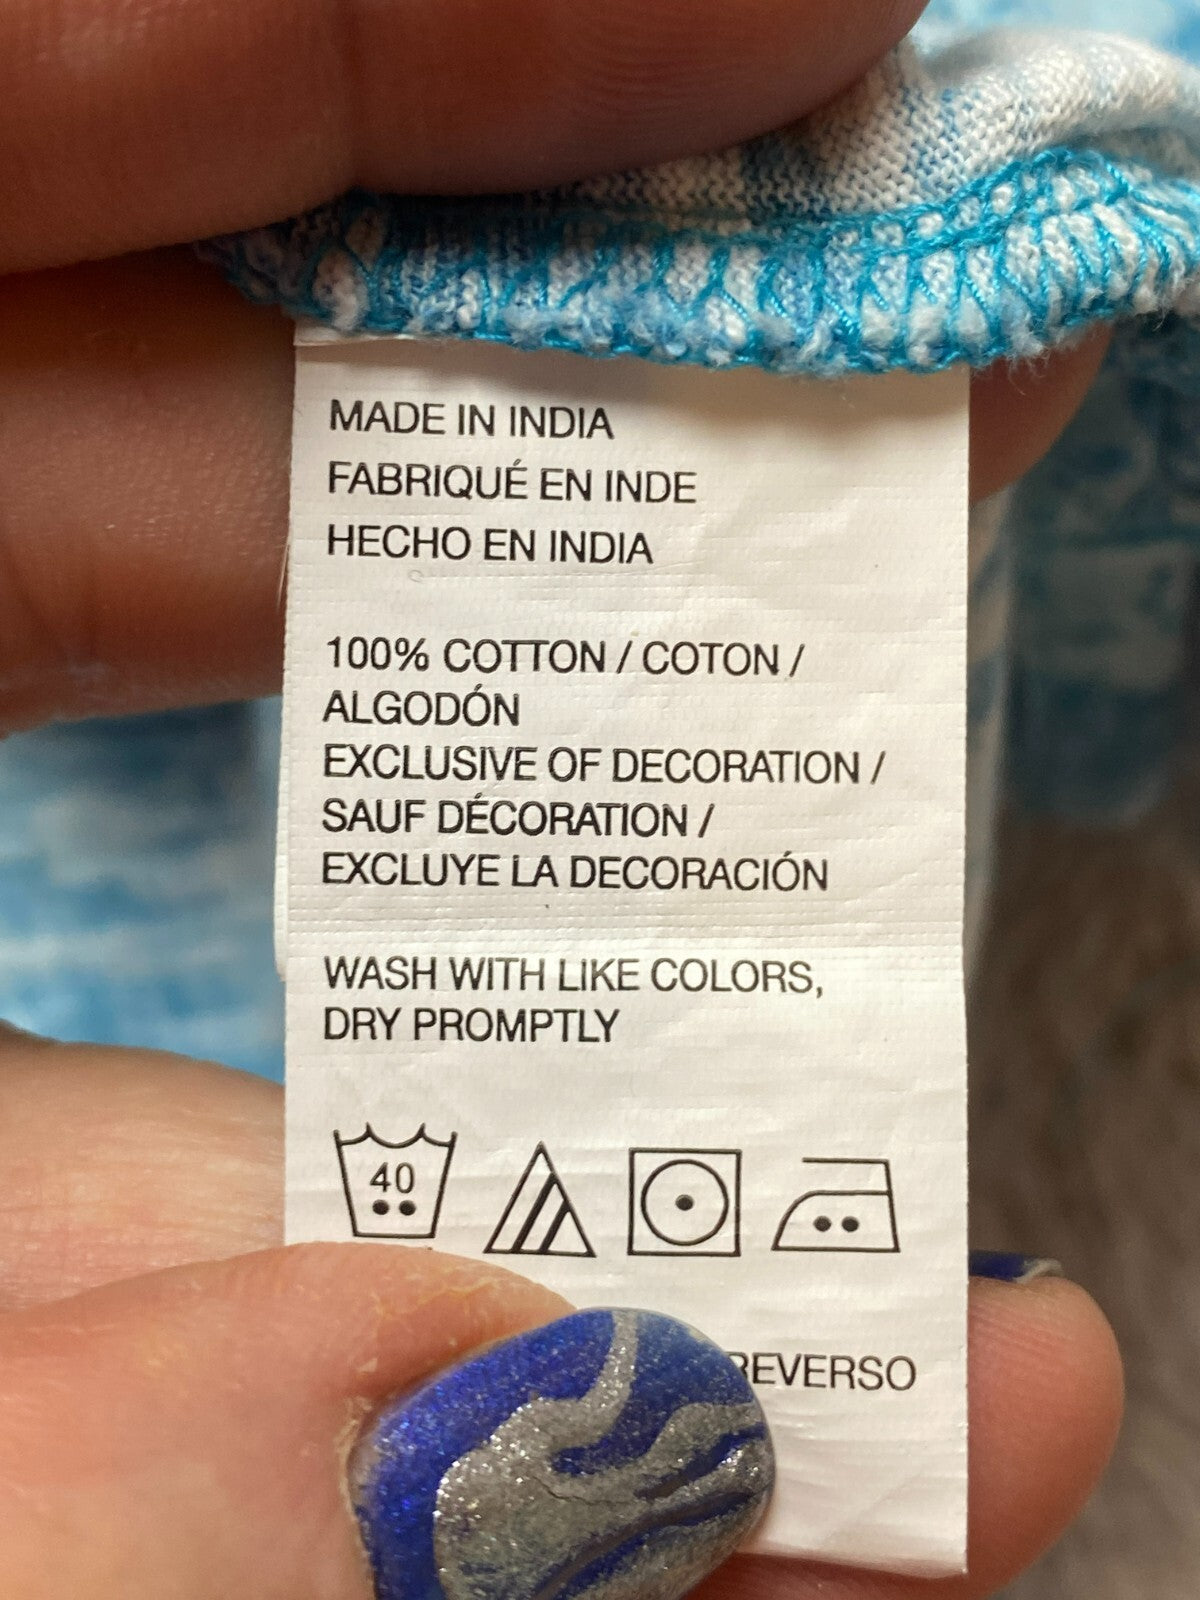 MADE IN INDIA
FABRIQUÉ EN INDE
HECHO EN INDIA
100% COTTON / COTON /
ALGODÓN
EXCLUSIVE OF DECORATION /
SAUF DÉCORATION /
EXCLUYE LA DECORACIÓN
WASH WITH LIKE COLORS,
DRY PROMPTLY
40
REVERSO